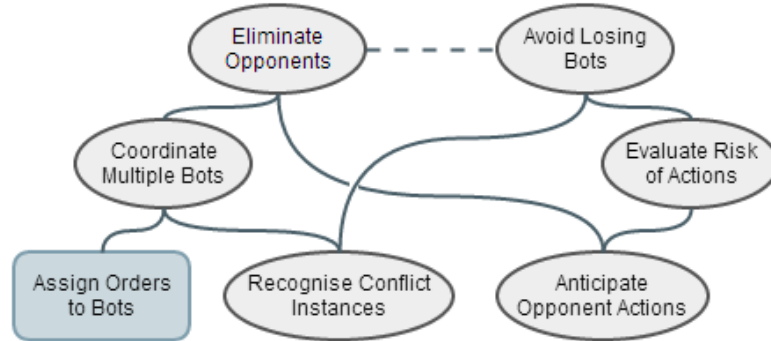 Eliminate
Opponents
Avoid Losing
Bots
Coordinate
Multiple Bots
Evaluate Risk
of Actions
Assign Orders
to Bots
Recognise Conflict
Instances
Anticipate
Opponent Actions